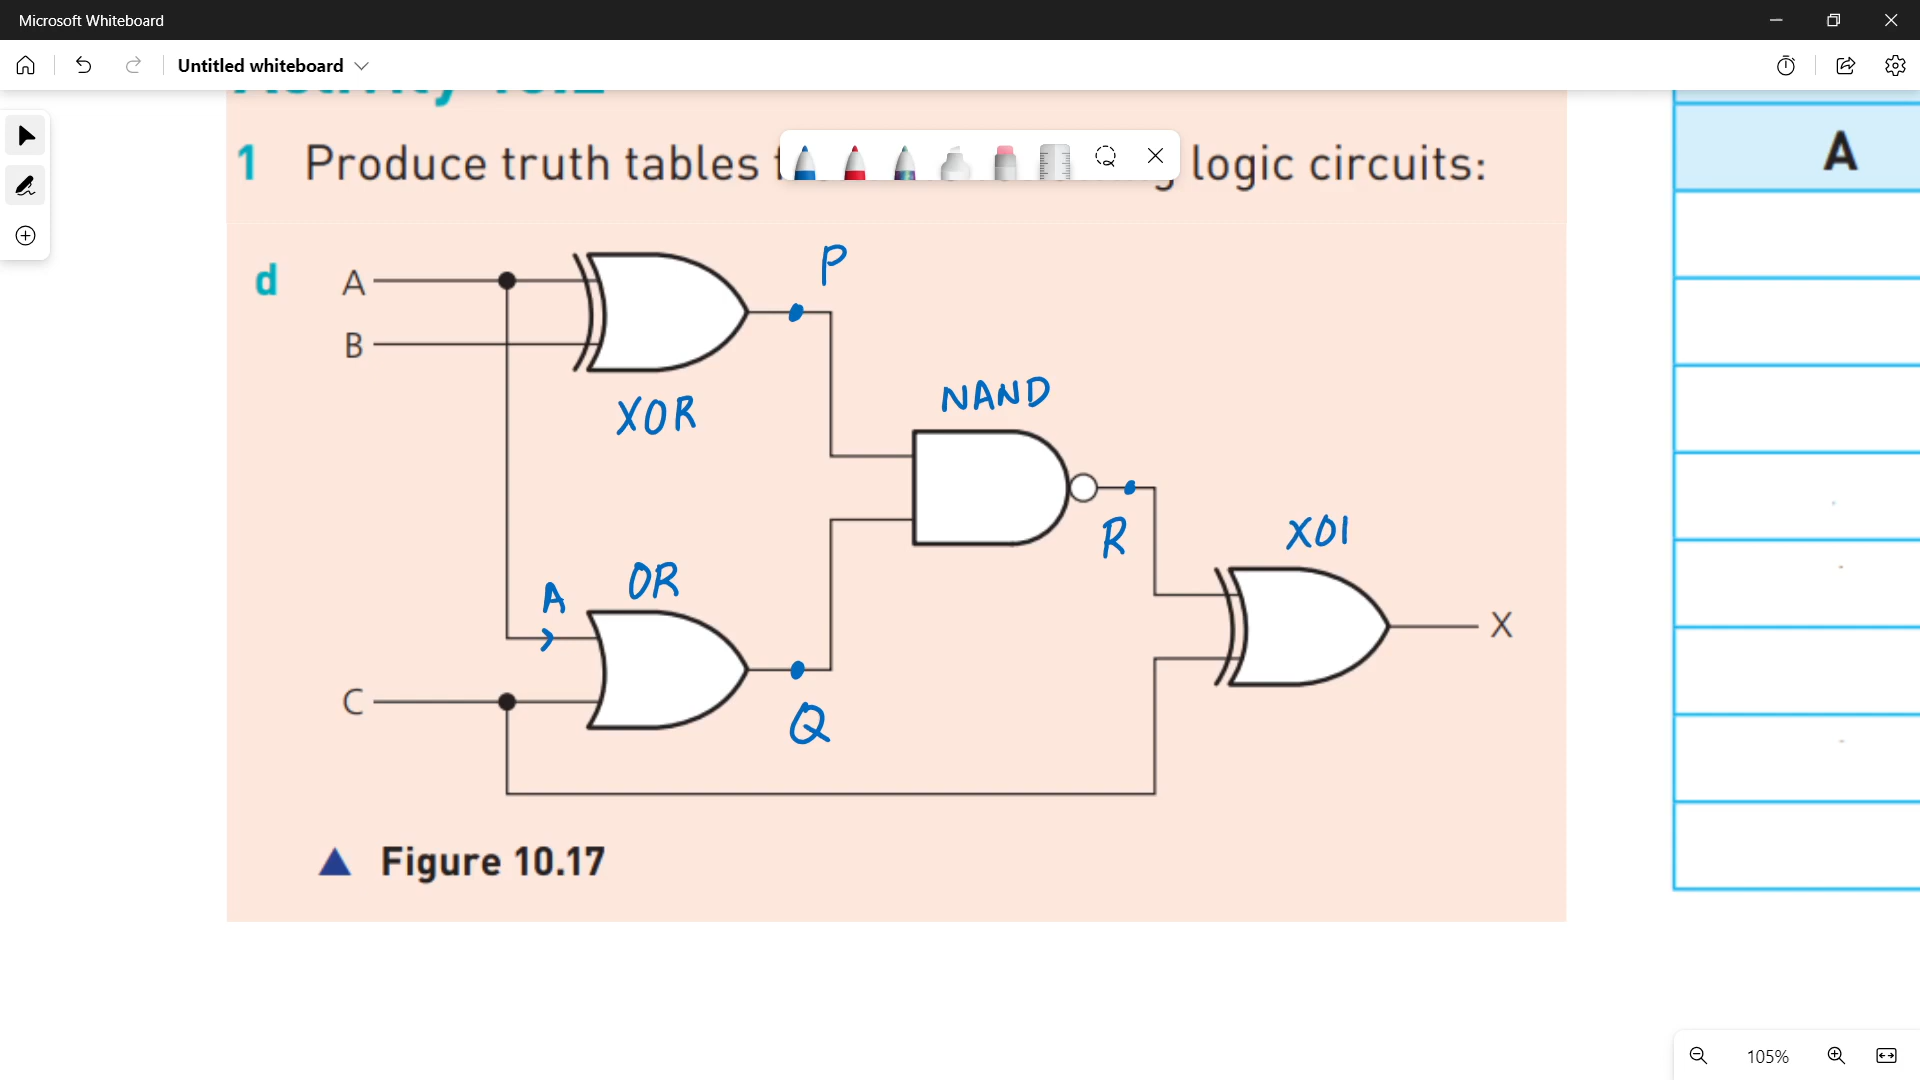 Microsoft Whiteboard
Untitled whiteboard
1 Produce truth tables logic circuits:
A
d
A
B
P
XOR
NAND
R
XOI
X
A
OR
C
Q
Figure 10.17
105%